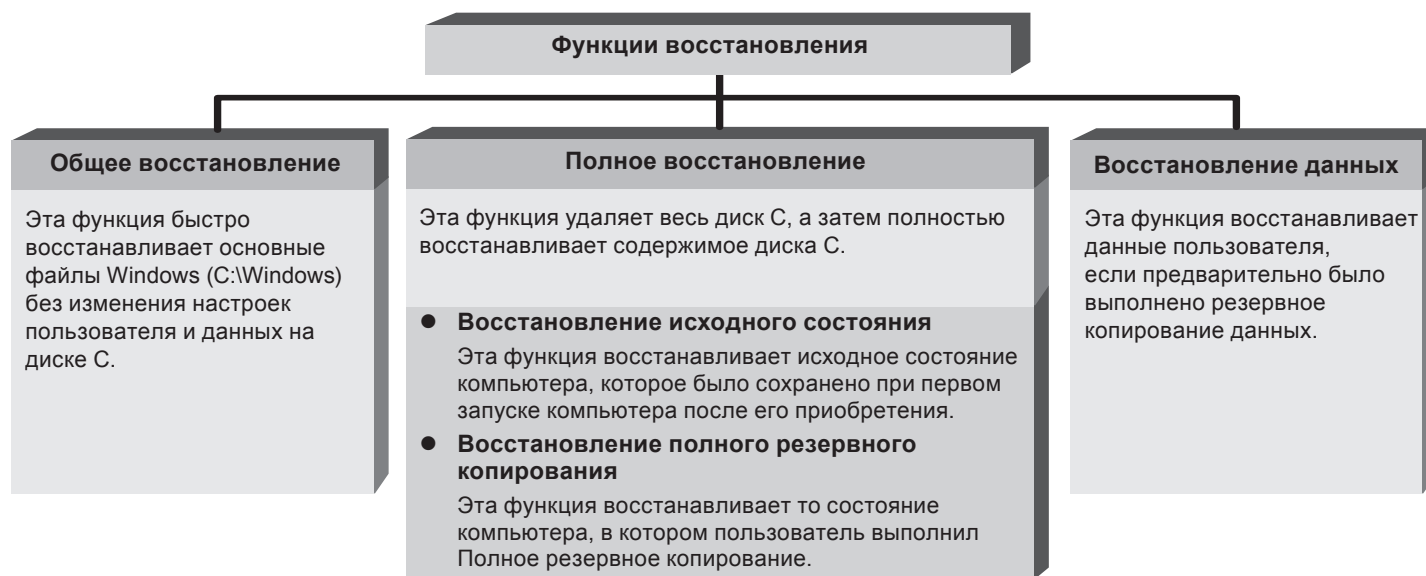 Функции восстановления
Общее восстановление
Эта функция быстро
восстанавливает основные
файлы Windows (C:\Windows)
без изменения настроек
пользователя и данных на
диске C.
Полное восстановление
Эта функция удаляет весь диск C, а затем полностью
восстанавливает содержимое диска C.
● Восстановление исходного состояния
Эта функция восстанавливает исходное состояние
компьютера, которое было сохранено при первом
запуске компьютера после его приобретения.
● Восстановление полного резервного
копирования
Эта функция восстанавливает то состояние
компьютера, в котором пользователь выполнил
Полное резервное копирование.
Восстановление данных
Эта функция восстанавливает
данные пользователя,
если предварительно было
выполнено резервное
копирование данных.